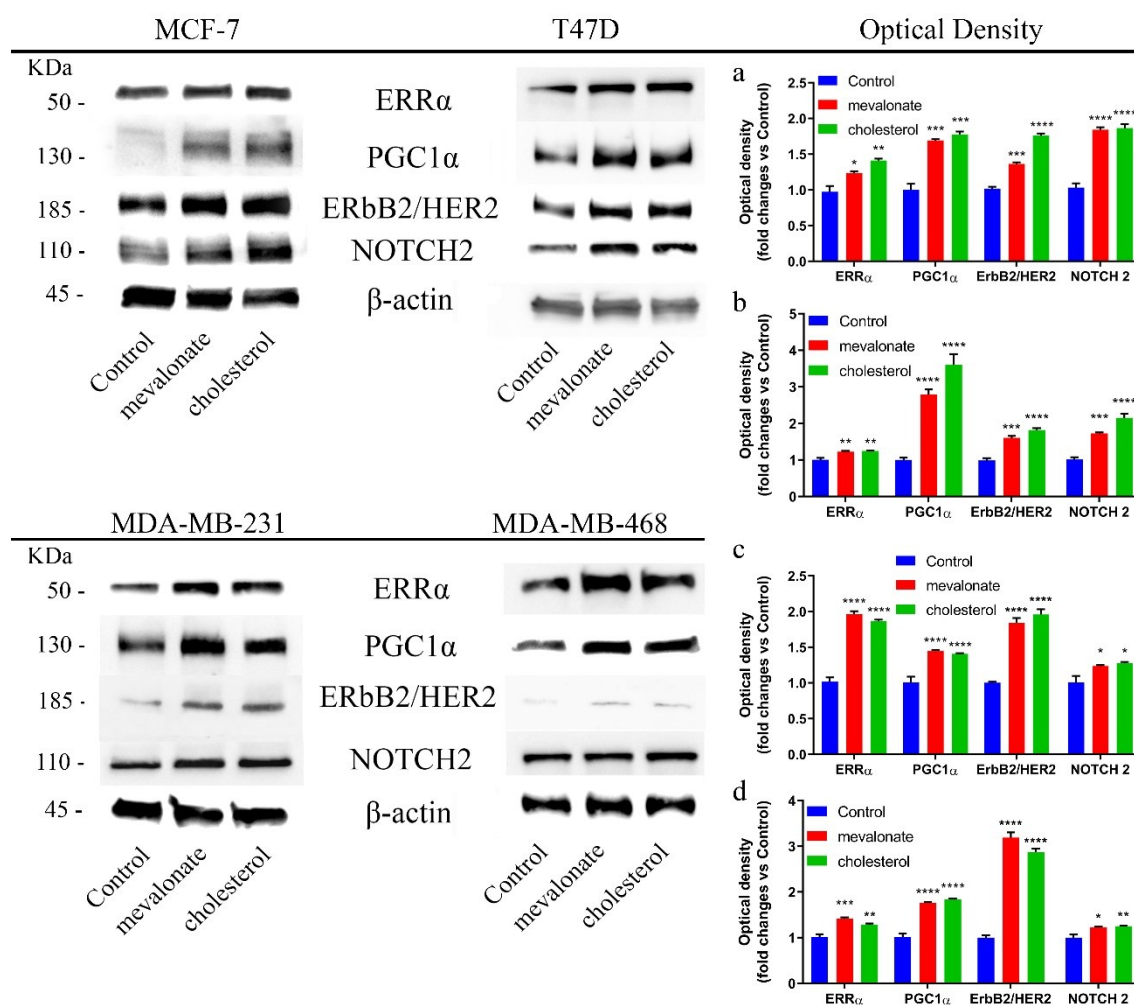 MCF-7 T47D Optical Density
KDa
50 -
130 -
185 -
110 -
45 -
ERRα
PGC1α
ERbB2/HER2
NOTCH2
β-actin
Control
mevalonate
cholesterol
Control
mevalonate
cholesterol
a
Optical density
(fold changes vs Control)
2.5
2.0
1.5
1.0
0.5
0.0
Control
mevalonate
cholesterol
* ** *** *** *** **** **** ****
ERRα PGC1α ErbB2/HER2 NOTCH 2
b
Optical density
(fold changes vs Control)
5
4
3
2
1
0
Control
mevalonate
cholesterol
** ** **** **** *** **** *** ****
ERRα PGC1α ErbB2/HER2 NOTCH 2
MDA-MB-231 MDA-MB-468
KDa
50 -
130 -
185 -
110 -
45 -
ERRα
PGC1α
ERbB2/HER2
NOTCH2
β-actin
Control
mevalonate
cholesterol
Control
mevalonate
cholesterol
c
Optical density
(fold changes vs Control)
2.5
2.0
1.5
1.0
0.5
0.0
Control
mevalonate
cholesterol
**** **** **** **** **** **** * *
ERRα PGC1α ErbB2/HER2 NOTCH 2
d
Optical density
(fold changes vs Control)
4
3
2
1
0
Control
mevalonate
cholesterol
*** ** **** **** **** **** * **
ERRα PGC1α ErbB2/HER2 NOTCH 2